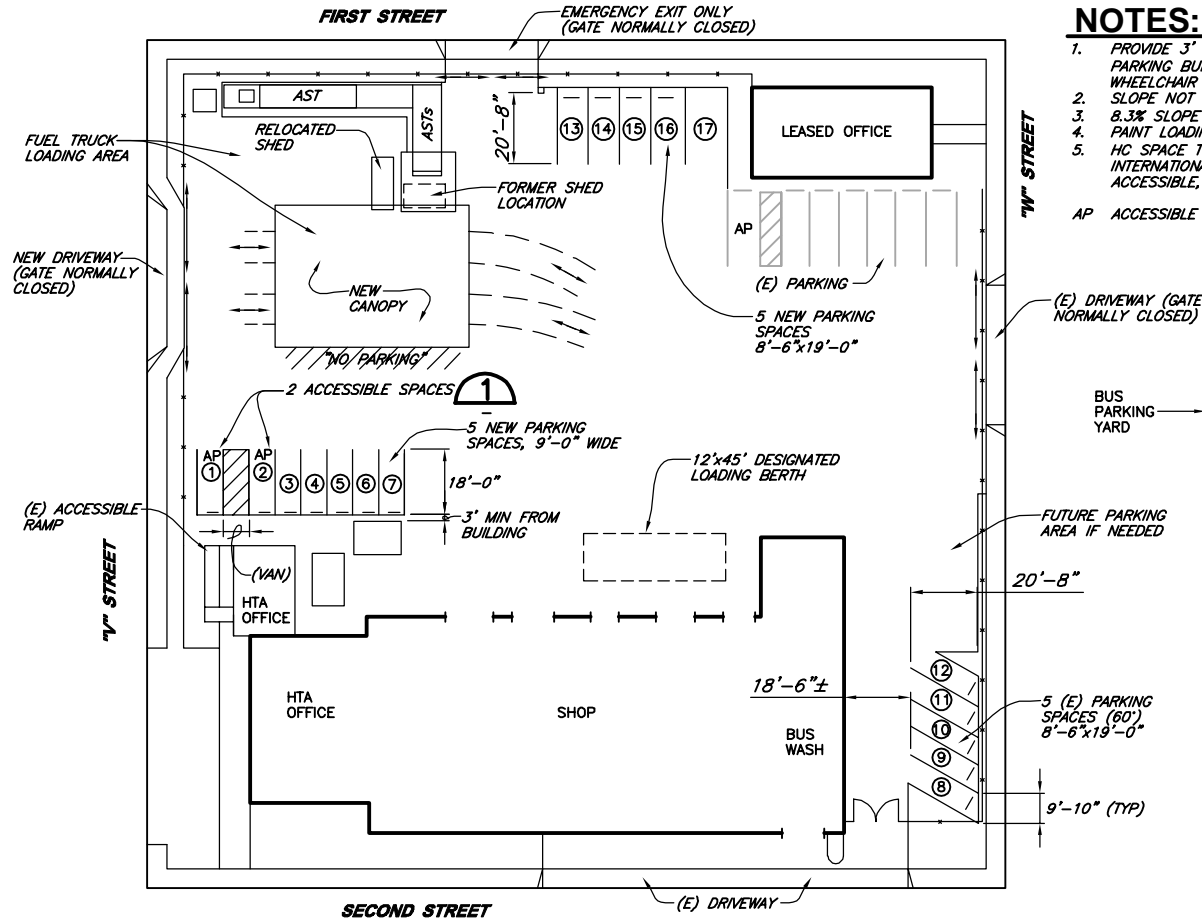 FIRST STREET
EMERGENCY EXIT ONLY
(GATE NORMALLY CLOSED)
NOTES:
1. PROVIDE 3'
PARKING BU
WHEELCHAIR
2. SLOPE NOT
3. 8.3% SLOPE
4. PAINT LOADI
5. HC SPACE T
INTERNATIONA
ACCESSIBLE,
AP ACCESSIBLE
AST
ASTs
20'-8"
13
14
15
16
17
LEASED OFFICE
"W" STREET
FUEL TRUCK
LOADING AREA
RELOCATED
SHED
FORMER SHED
LOCATION
AP
(E) PARKING
NEW DRIVEWAY
(GATE NORMALLY
CLOSED)
NEW
CANOPY
5 NEW PARKING
SPACES
8'-6"x19'-0"
(E) DRIVEWAY (GATE
NORMALLY CLOSED)
"NO PARKING"
2 ACCESSIBLE SPACES
1
-
BUS
PARKING
YARD
5 NEW PARKING
SPACES, 9'-0" WIDE
AP
1
AP
2
3
4
5
6
7
18'-0"
12'x45' DESIGNATED
LOADING BERTH
(E) ACCESSIBLE
RAMP
3' MIN FROM
BUILDING
FUTURE PARKING
AREA IF NEEDED
(VAN)
20'-8"
HTA
OFFICE
"V" STREET
12
11
10
9
8
18'-6"±
HTA
OFFICE
SHOP
BUS
WASH
5 (E) PARKING
SPACES (60°)
8'-6"x19'-0"
9'-10" (TYP)
(E) DRIVEWAY
SECOND STREET